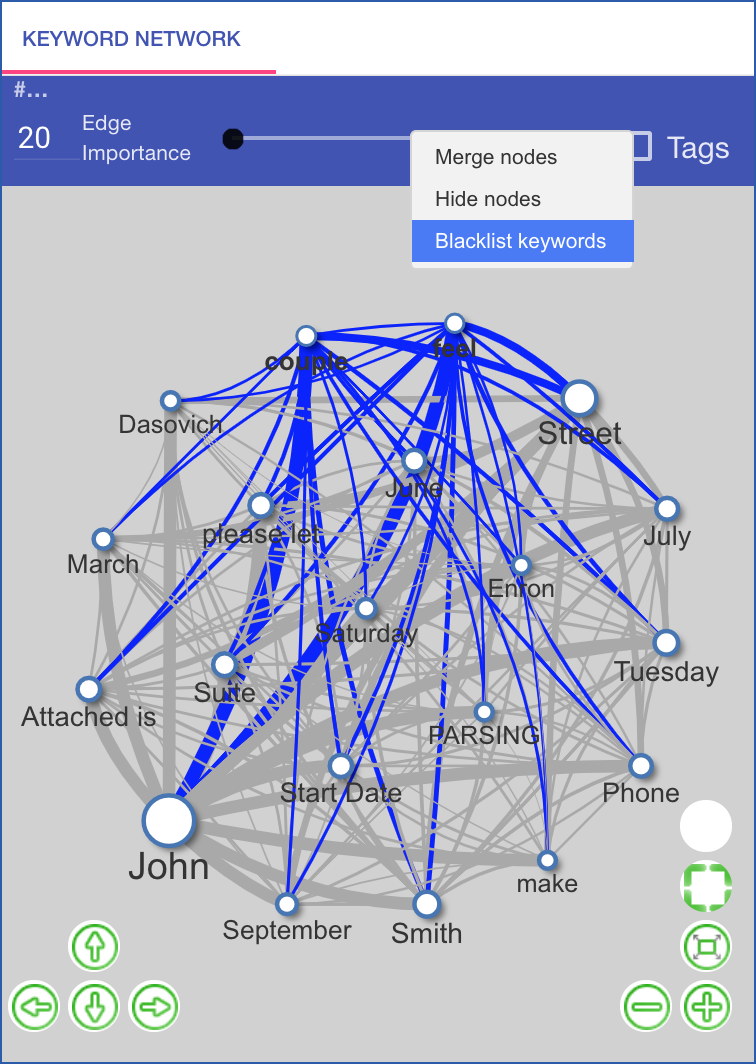 KEYWORD NETWORK
#...
20
Edge
Importance
Tags
Merge nodes
Hide nodes
Blacklist keywords
couple
feel
Dasovich
Street
June
please let
July
March
Enron
Saturday
Tuesday
Suite
Attached is
PARSING
Start Date
Phone
John
make
September
Smith